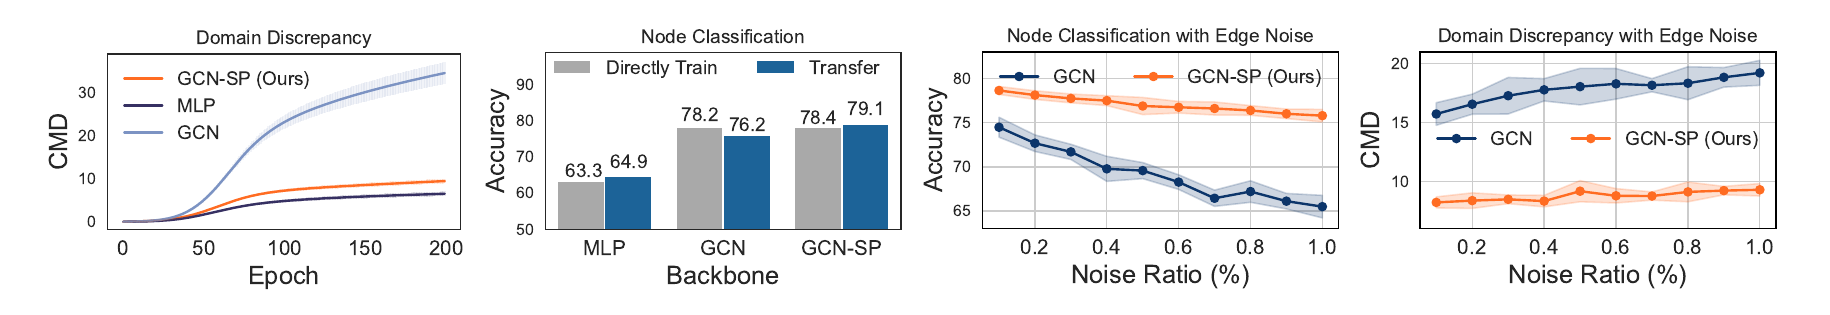 Domain Discrepancy
CMD
30
20
10
0
GCN-SP (Ours)
MLP
GCN
0 50 100 150 200
Epoch
Node Classification
Accuracy
90
80
70
60
50
Directly Train Transfer
63.3 64.9 78.2 76.2 78.4 79.1
MLP GCN GCN-SP
Backbone
Node Classification with Edge Noise
Accuracy
80
75
70
65
GCN GCN-SP (Ours)
0.2 0.4 0.6 0.8 1.0
Noise Ratio (%)
Domain Discrepancy with Edge Noise
CMD
20
15
10
GCN GCN-SP (Ours)
0.2 0.4 0.6 0.8 1.0
Noise Ratio (%)